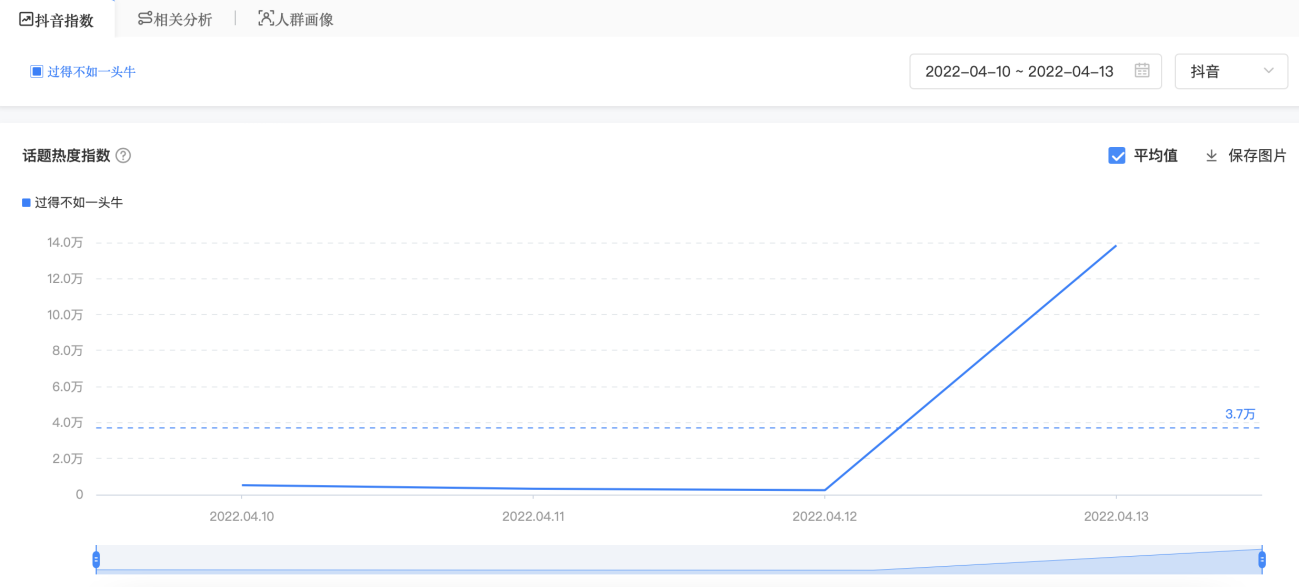 抖音指数 相关分析 人群画像
过得不如一头牛 2022-04-10 ~ 2022-04-13 抖音
话题热度指数 平均值 保存图片
过得不如一头牛
14.0万
12.0万
10.0万
8.0万
6.0万
4.0万
3.7万
2.0万
0
2022.04.10 2022.04.11 2022.04.12 2022.04.13